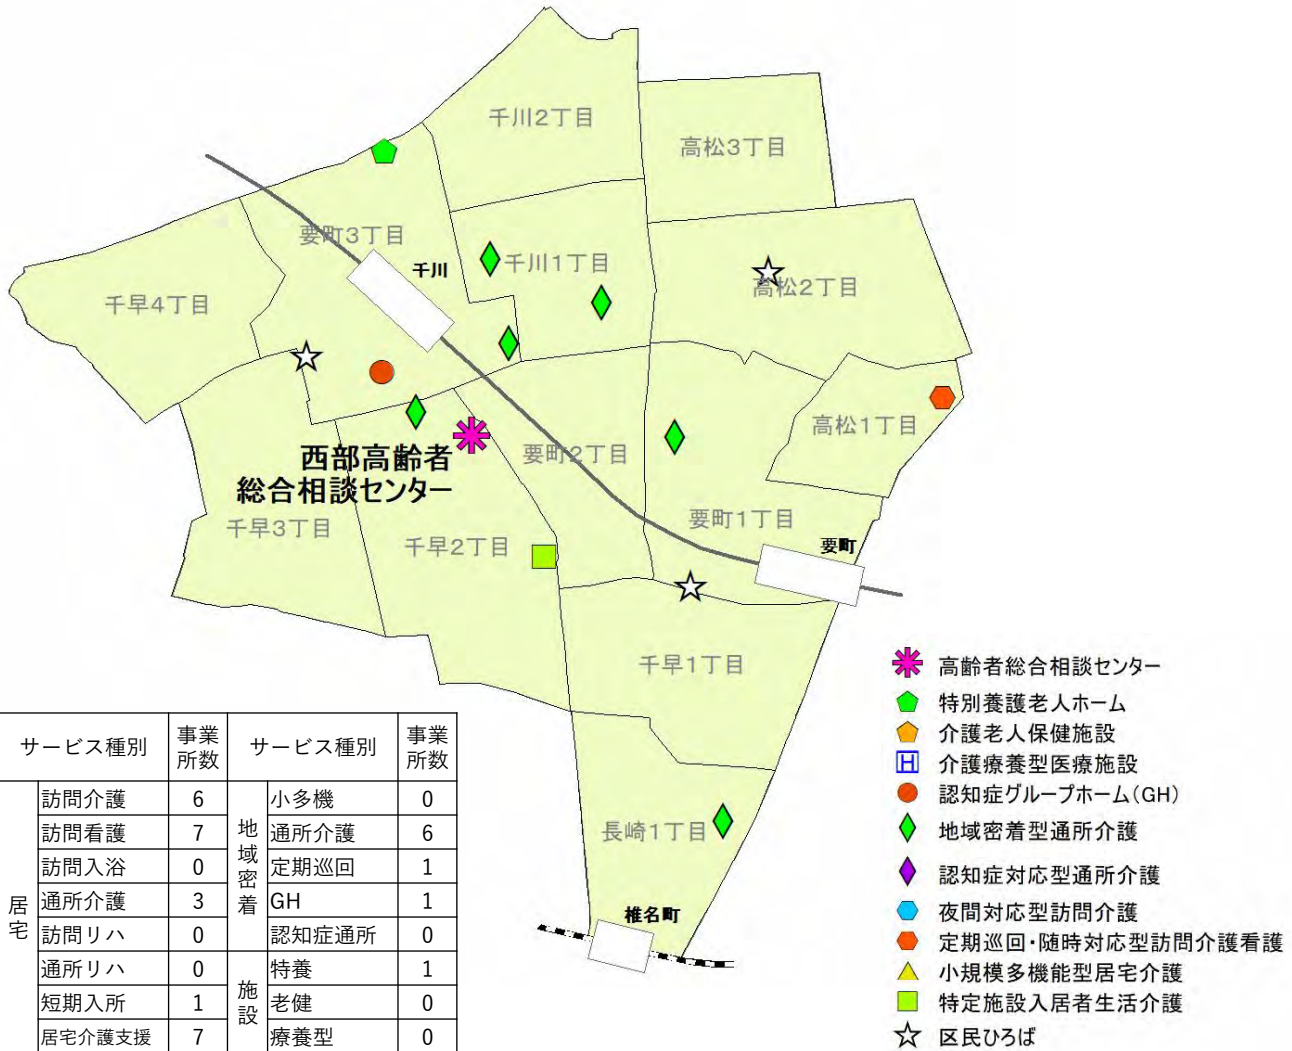 千川2丁目
高松3丁目
要町3丁目
千川
千川1丁目
高松2丁目
千早4丁目
高松1丁目
西部高齢者
総合相談センター
要町2丁目
千早3丁目
千早2丁目
要町1丁目
要町
千早1丁目
長崎1丁目
椎名町
高齢者総合相談センター
特別養護老人ホーム
介護老人保健施設
H 介護療養型医療施設
認知症グループホーム(GH)
地域密着型通所介護
認知症対応型通所介護
夜間対応型訪問介護
定期巡回・随時対応型訪問介護看護
小規模多機能型居宅介護
特定施設入居者生活介護
区民ひろば
サービス種別 事業所数 サービス種別 事業所数
居宅 訪問介護 6 地域密着 小多機 0
訪問看護 7 通所介護 6
訪問入浴 0 定期巡回 1
通所介護 3 GH 1
訪問リハ 0 認知症通所 0
通所リハ 0 施設 特養 1
短期入所 1 老健 0
居宅介護支援 7 療養型 0